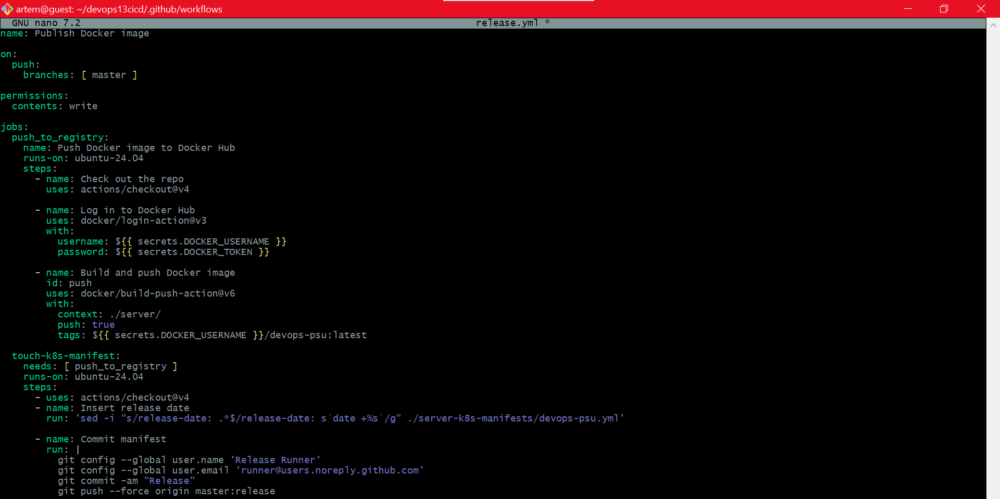 artem@guest: ~/devops13cicd/.github/workflows
GNU nano 7.2 release.yml *
name: Publish Docker image
on:
  push:
    branches: [ master ]
permissions:
  contents: write
jobs:
  push_to_registry:
    name: Push Docker image to Docker Hub
    runs-on: ubuntu-24.04
    steps:
      - name: Check out the repo
        uses: actions/checkout@v4
      - name: Log in to Docker Hub
        uses: docker/login-action@v3
        with:
          username: ${{ secrets.DOCKER_USERNAME }}
          password: ${{ secrets.DOCKER_TOKEN }}
      - name: Build and push Docker image
        id: push
        uses: docker/build-push-action@v6
        with:
          context: ./server/
          push: true
          tags: ${{ secrets.DOCKER_USERNAME }}/devops-psu:latest
  touch-k8s-manifest:
    needs: [ push_to_registry ]
    runs-on: ubuntu-24.04
    steps:
      - uses: actions/checkout@v4
      - name: Insert release date
        run: 'sed -i "s/release-date: .*$/release-date: s`date +%s`/g" ./server-k8s-manifests/devops-psu.yml'
      - name: Commit manifest
        run: |
          git config --global user.name 'Release Runner'
          git config --global user.email 'runner@users.noreply.github.com'
          git commit -am "Release"
          git push --force origin master:release